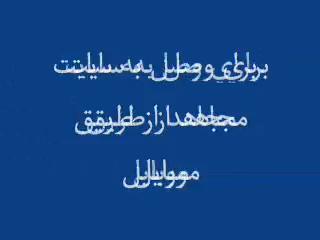 برای وصل به سایت
مجاهد از طریق
موبایل